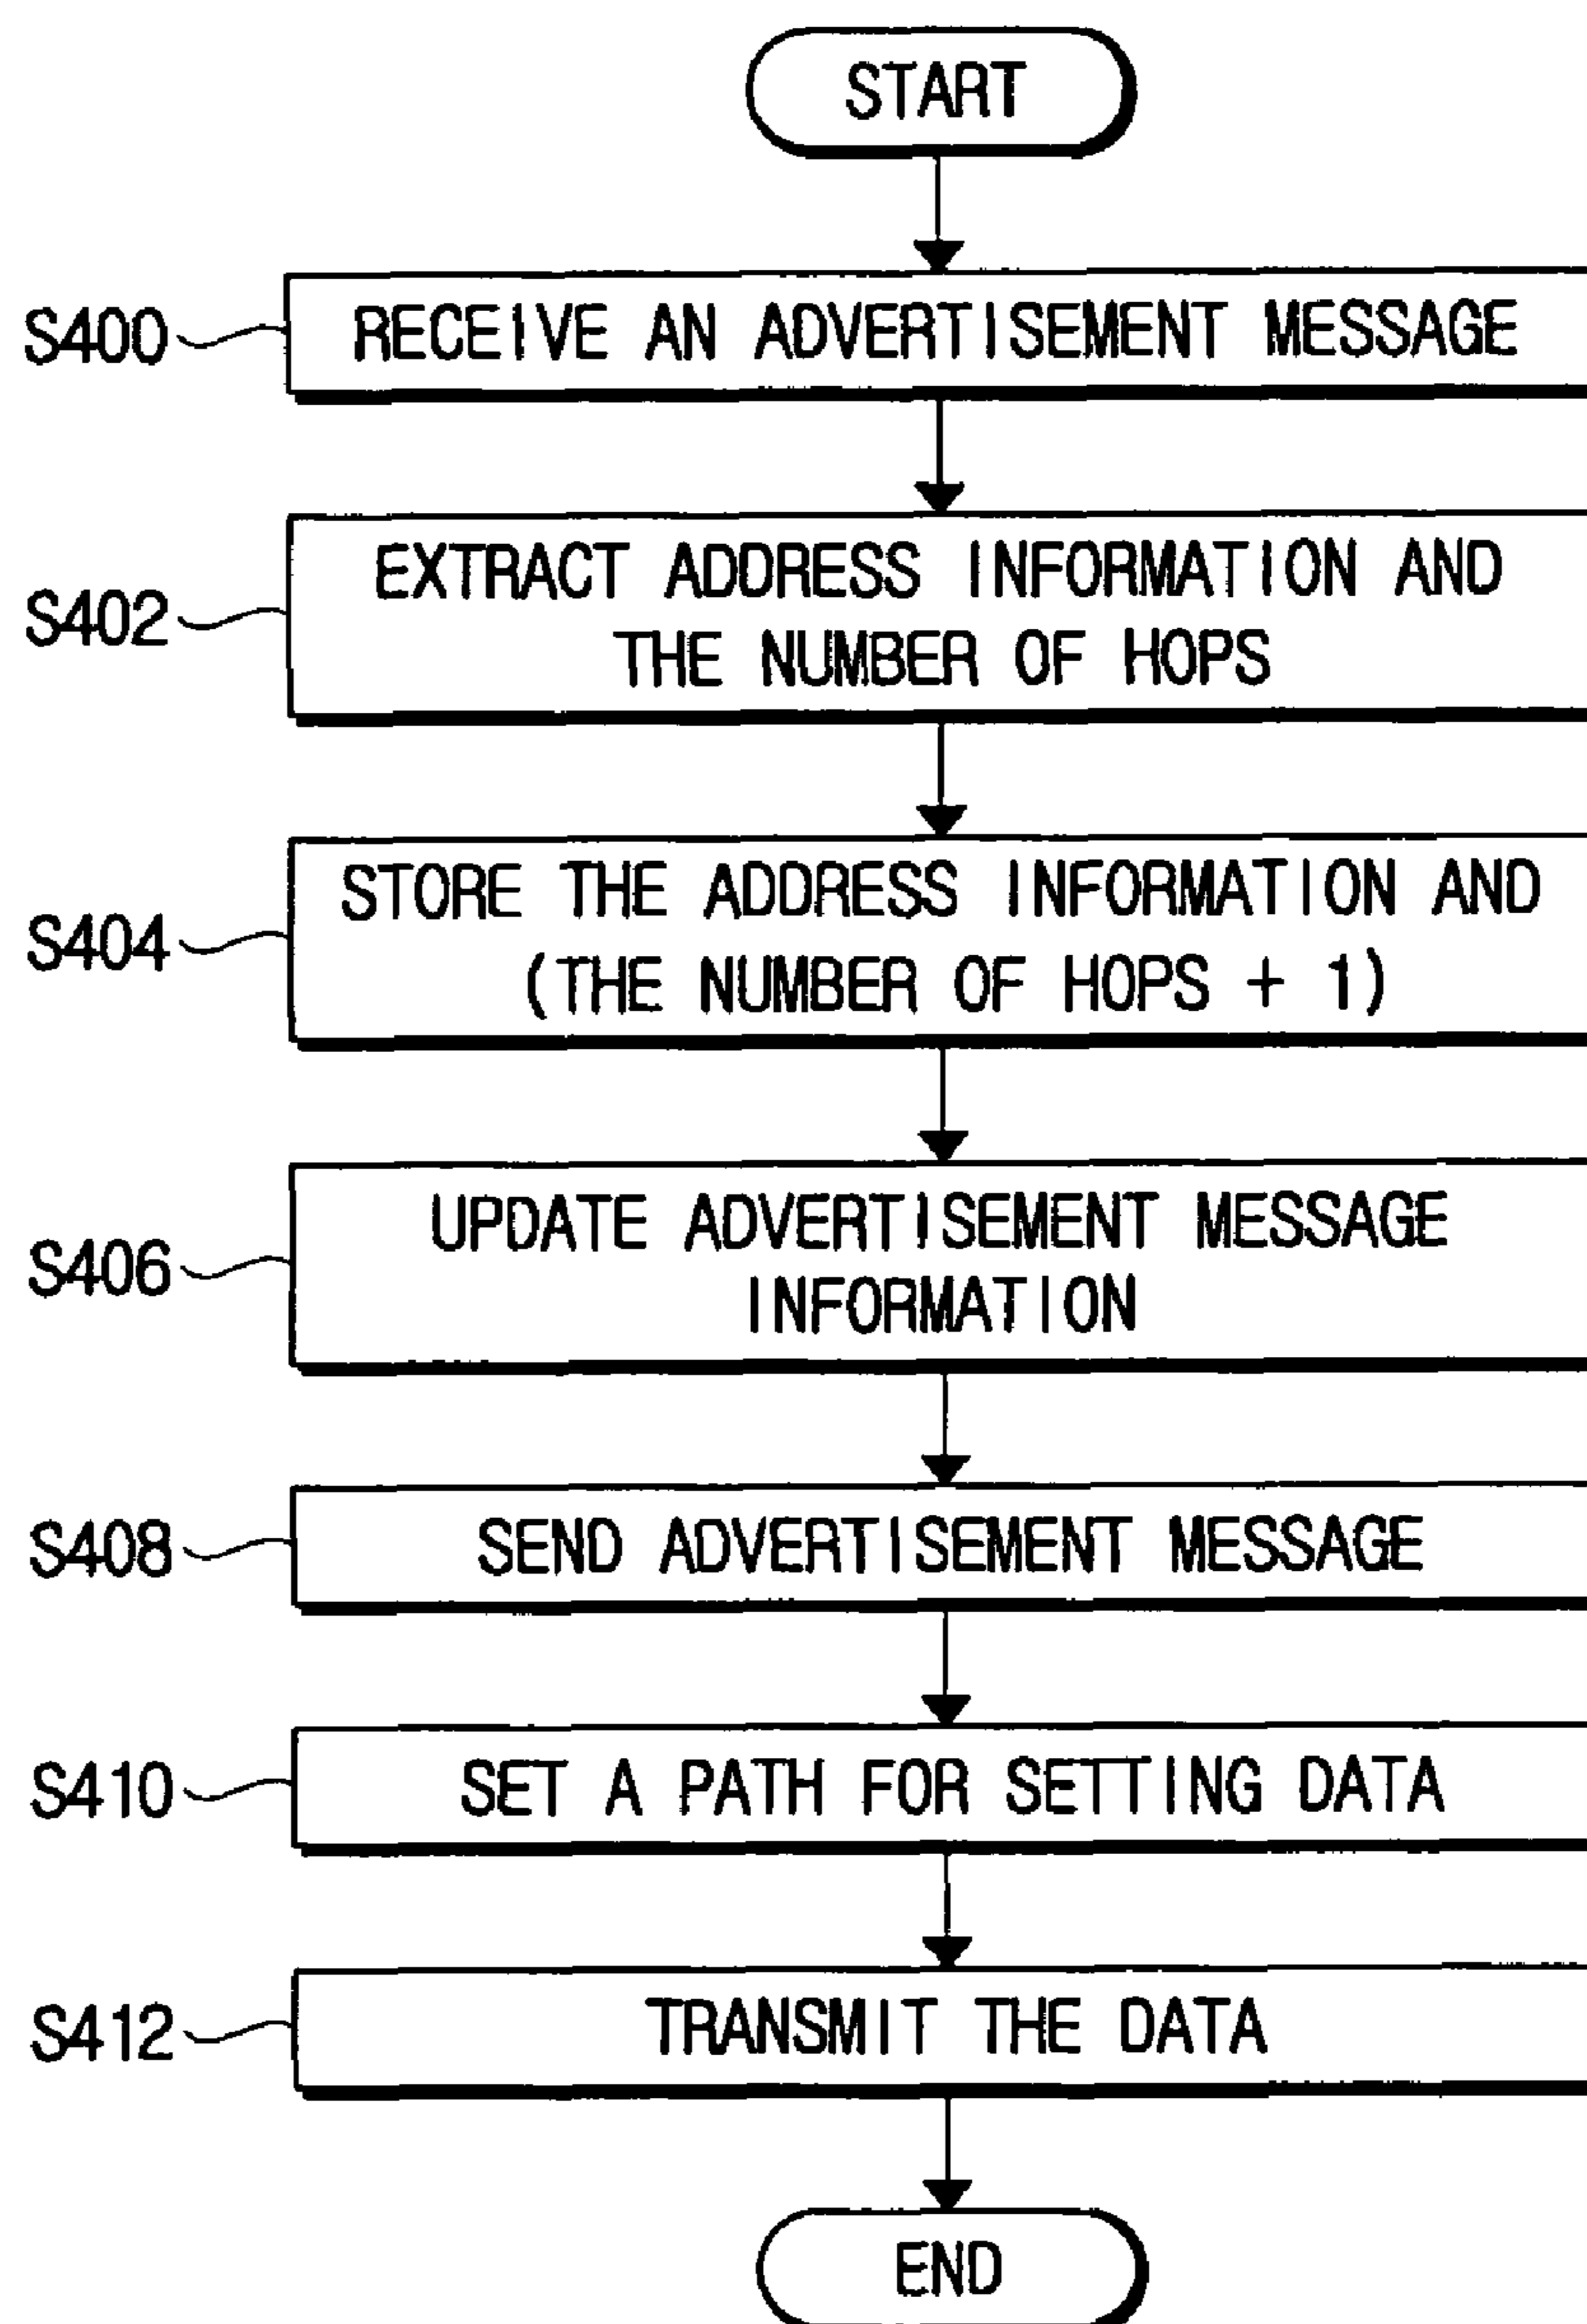 START
S400
RECEIVE AN ADVERTISEMENT MESSAGE
S402
EXTRACT ADDRESS INFORMATION AND
THE NUMBER OF HOPS
S404
STORE THE ADDRESS INFORMATION AND
(THE NUMBER OF HOPS + 1)
S406
UPDATE ADVERTISEMENT MESSAGE
INFORMATION
S408
SEND ADVERTISEMENT MESSAGE
S410
SET A PATH FOR SETTING DATA
S412
TRANSMIT THE DATA
END